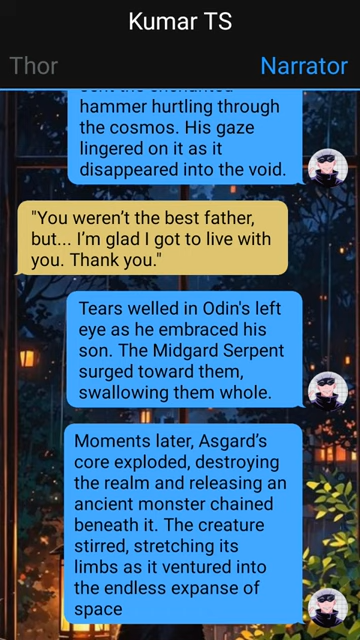 Kumar TS
Thor
Narrator
hammer hurtling through
the cosmos. His gaze
lingered on it as it
disappeared into the void.
"You weren't the best father,
but... I'm glad I got to live with
you. Thank you."
Tears welled in Odin's left
eye as he embraced his
son. The Midgard Serpent
surged toward them,
swallowing them whole.
Moments later, Asgard's
core exploded, destroying
the realm and releasing an
ancient monster chained
beneath it. The creature
stirred, stretching its
limbs as it ventured into
the endless expanse of
space